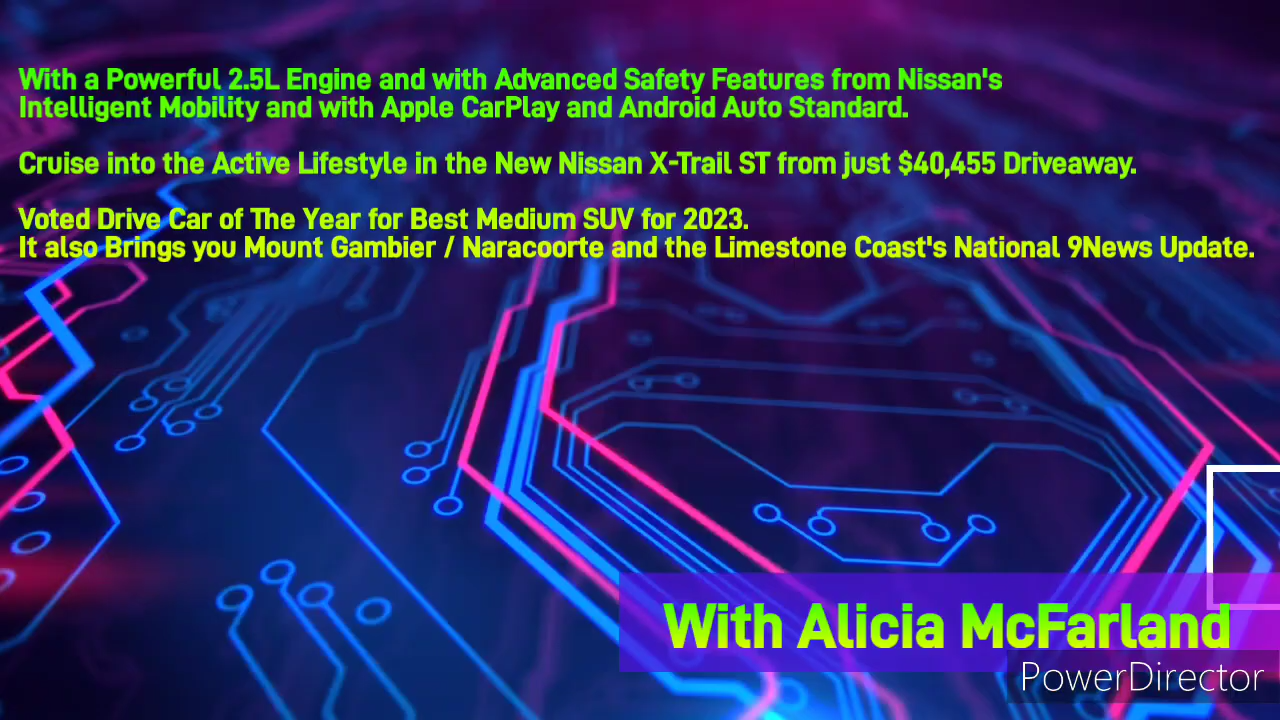 With a Powerful 2.5L Engine and with Advanced Safety Features from Nissan's
Intelligent Mobility and with Apple CarPlay and Android Auto Standard.
Cruise into the Active Lifestyle in the New Nissan X-Trail ST from just $40,455 Driveaway.
Voted Drive Car of The Year for Best Medium SUV for 2023.
It also Brings you Mount Gambier / Naracoorte and the Limestone Coast's National 9News Update.
With Alicia McFarland
PowerDirector